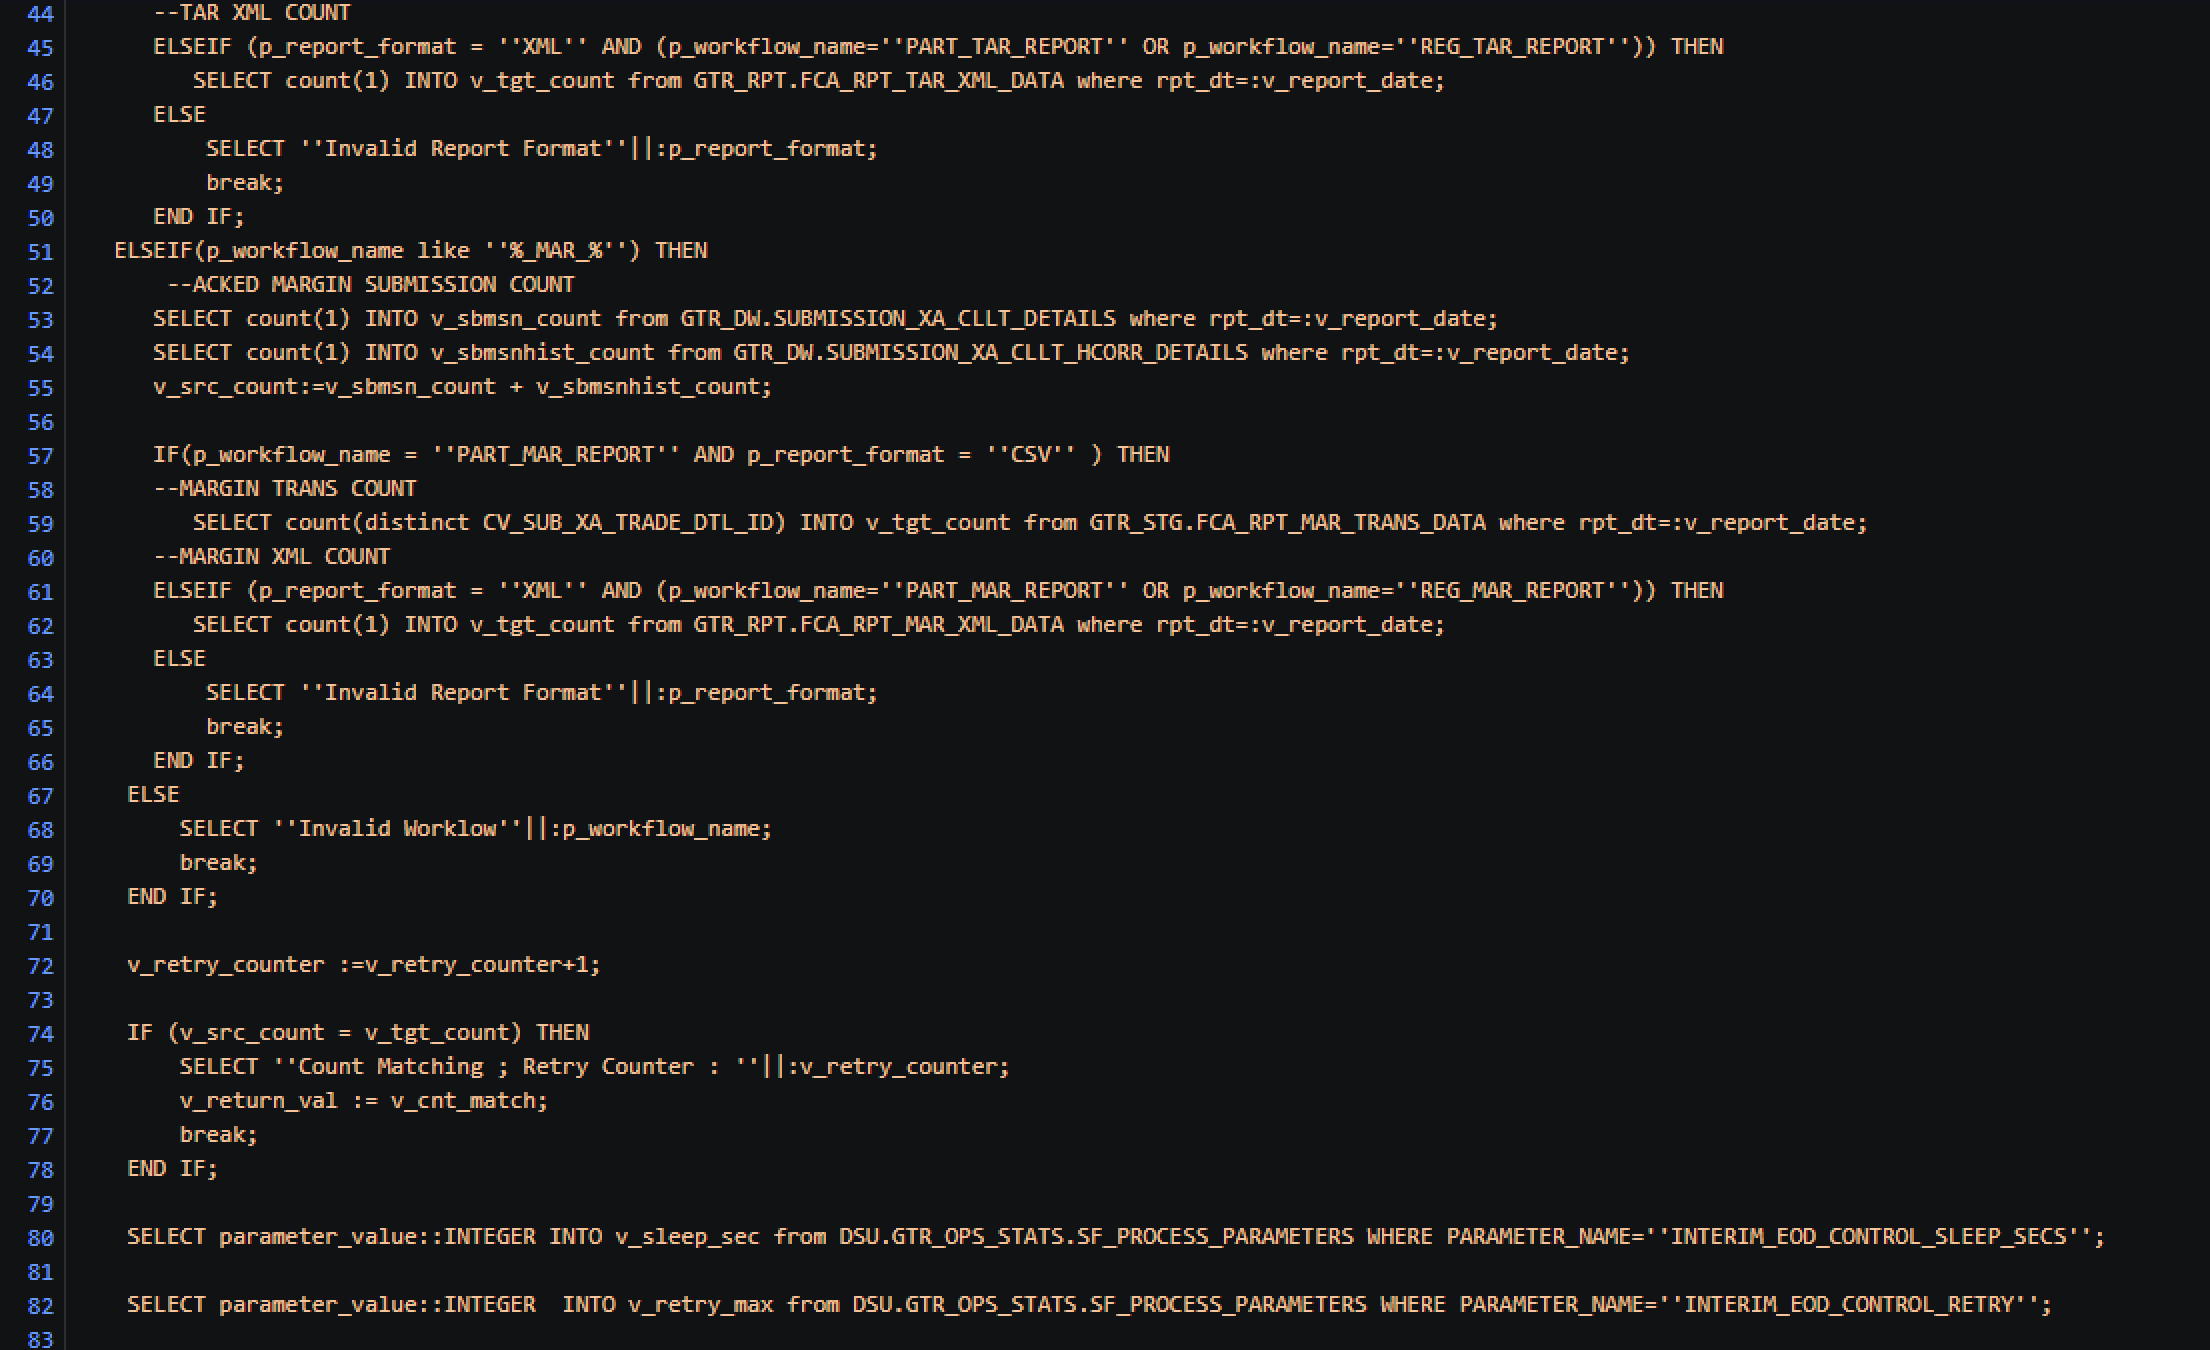 44 --TAR XML COUNT
45 ELSEIF (p_report_format = ''XML'' AND (p_workflow_name=''PART_TAR_REPORT'' OR p_workflow_name=''REG_TAR_REPORT'')) THEN
46 SELECT count(1) INTO v_tgt_count from GTR_RPT.FCA_RPT_TAR_XML_DATA where rpt_dt=:v_report_date;
47 ELSE
48 SELECT ''Invalid Report Format''||:p_report_format;
49 break;
50 END IF;
51 ELSEIF(p_workflow_name like ''%_MAR_%'') THEN
52 --ACKED MARGIN SUBMISSION COUNT
53 SELECT count(1) INTO v_sbmsn_count from GTR_DW.SUBMISSION_XA_CLLT_DETAILS where rpt_dt=:v_report_date;
54 SELECT count(1) INTO v_sbmsnhist_count from GTR_DW.SUBMISSION_XA_CLLT_HCORR_DETAILS where rpt_dt=:v_report_date;
55 v_src_count:=v_sbmsn_count + v_sbmsnhist_count;
56
57 IF(p_workflow_name = ''PART_MAR_REPORT'' AND p_report_format = ''CSV'' ) THEN
58 --MARGIN TRANS COUNT
59 SELECT count(distinct CV_SUB_XA_TRADE_DTL_ID) INTO v_tgt_count from GTR_STG.FCA_RPT_MAR_TRANS_DATA where rpt_dt=:v_report_date;
60 --MARGIN XML COUNT
61 ELSEIF (p_report_format = ''XML'' AND (p_workflow_name=''PART_MAR_REPORT'' OR p_workflow_name=''REG_MAR_REPORT'')) THEN
62 SELECT count(1) INTO v_tgt_count from GTR_RPT.FCA_RPT_MAR_XML_DATA where rpt_dt=:v_report_date;
63 ELSE
64 SELECT ''Invalid Report Format''||:p_report_format;
65 break;
66 END IF;
67 ELSE
68 SELECT ''Invalid Worklow''||:p_workflow_name;
69 break;
70 END IF;
71
72 v_retry_counter :=v_retry_counter+1;
73
74 IF (v_src_count = v_tgt_count) THEN
75 SELECT ''Count Matching ; Retry Counter : ''||:v_retry_counter;
76 v_return_val := v_cnt_match;
77 break;
78 END IF;
79
80 SELECT parameter_value::INTEGER INTO v_sleep_sec from DSU.GTR_OPS_STATS.SF_PROCESS_PARAMETERS WHERE PARAMETER_NAME=''INTERIM_EOD_CONTROL_SLEEP_SECS'';
81
82 SELECT parameter_value::INTEGER  INTO v_retry_max from DSU.GTR_OPS_STATS.SF_PROCESS_PARAMETERS WHERE PARAMETER_NAME=''INTERIM_EOD_CONTROL_RETRY'';
83